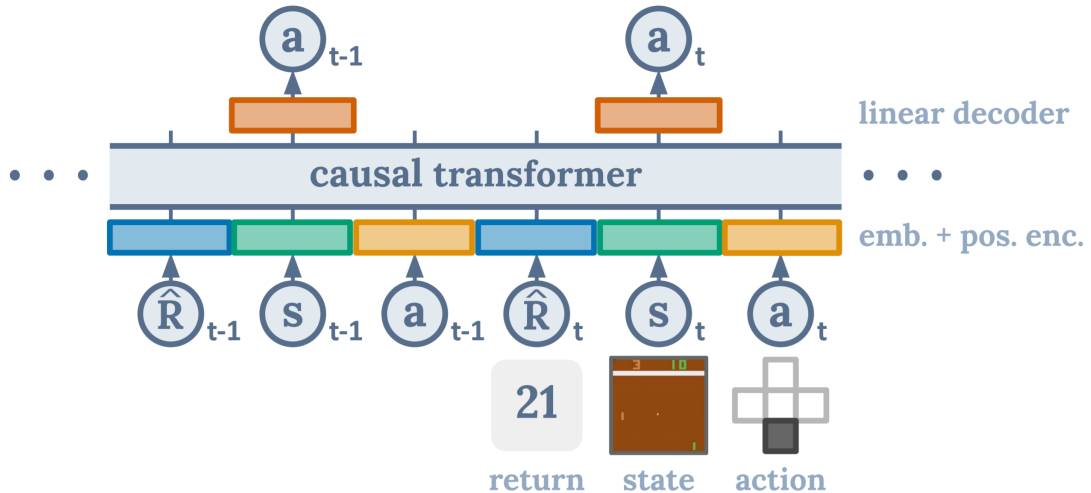 a t-1 a t
linear decoder
• • • causal transformer • • •
emb. + pos. enc.
R̂ t-1 s t-1 a t-1 R̂ t s t a t
3 10
21
return state action